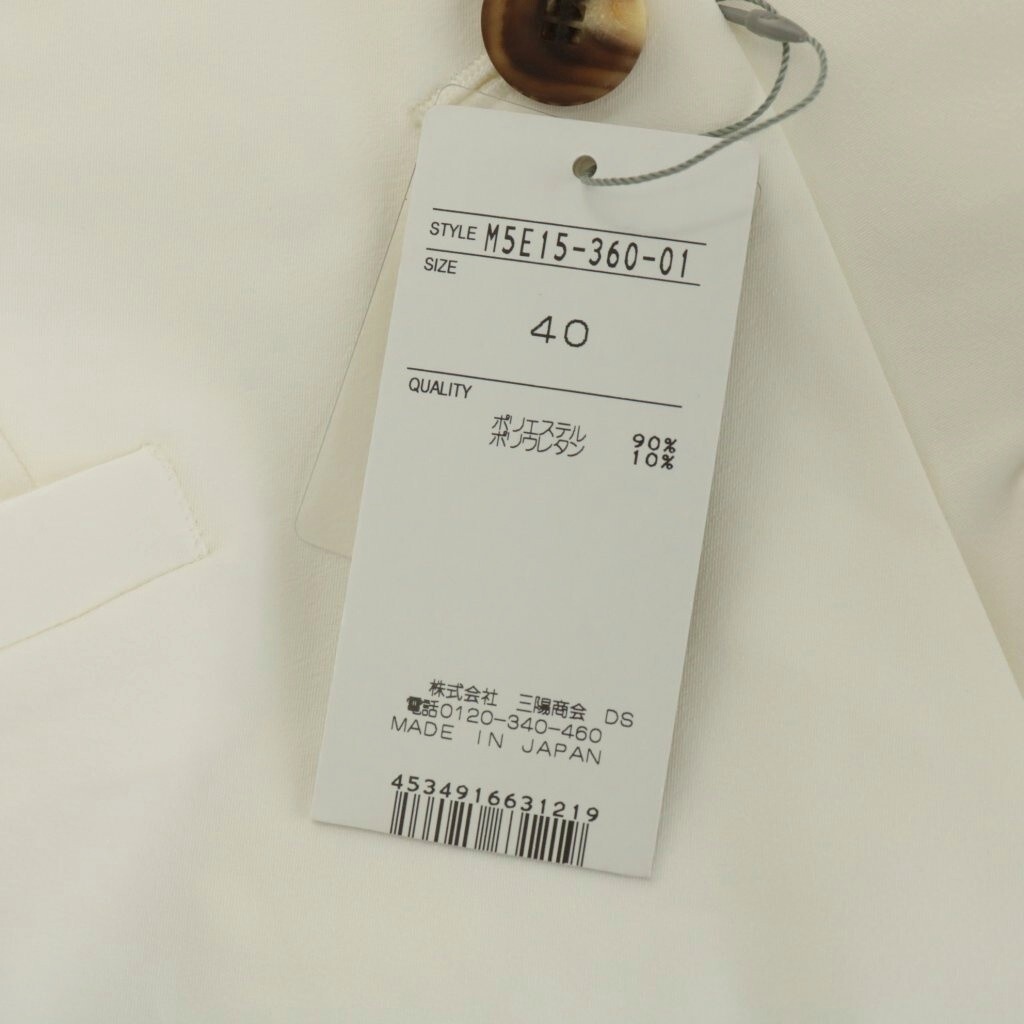 STYLE M5E15-360-01
SIZE
40
QUALITY
ポリエステル 90%
ポリウレタン 10%
株式会社 三陽商会 DS
電話0120-340-460
MADE IN JAPAN
4534916631219